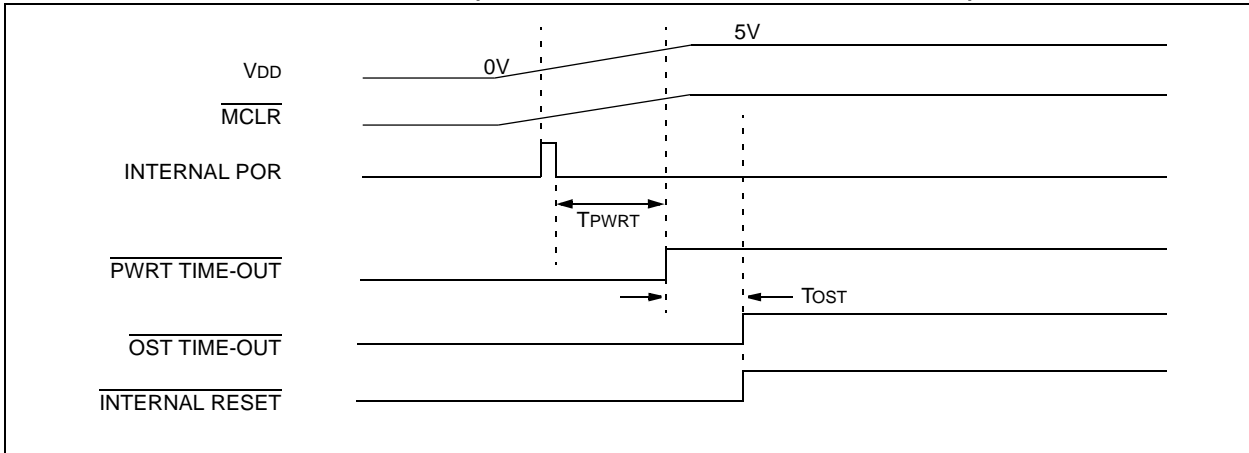 5V
VDD
0V
MCLR
INTERNAL POR
TPWRT
PWRT TIME-OUT
TOST
OST TIME-OUT
INTERNAL RESET